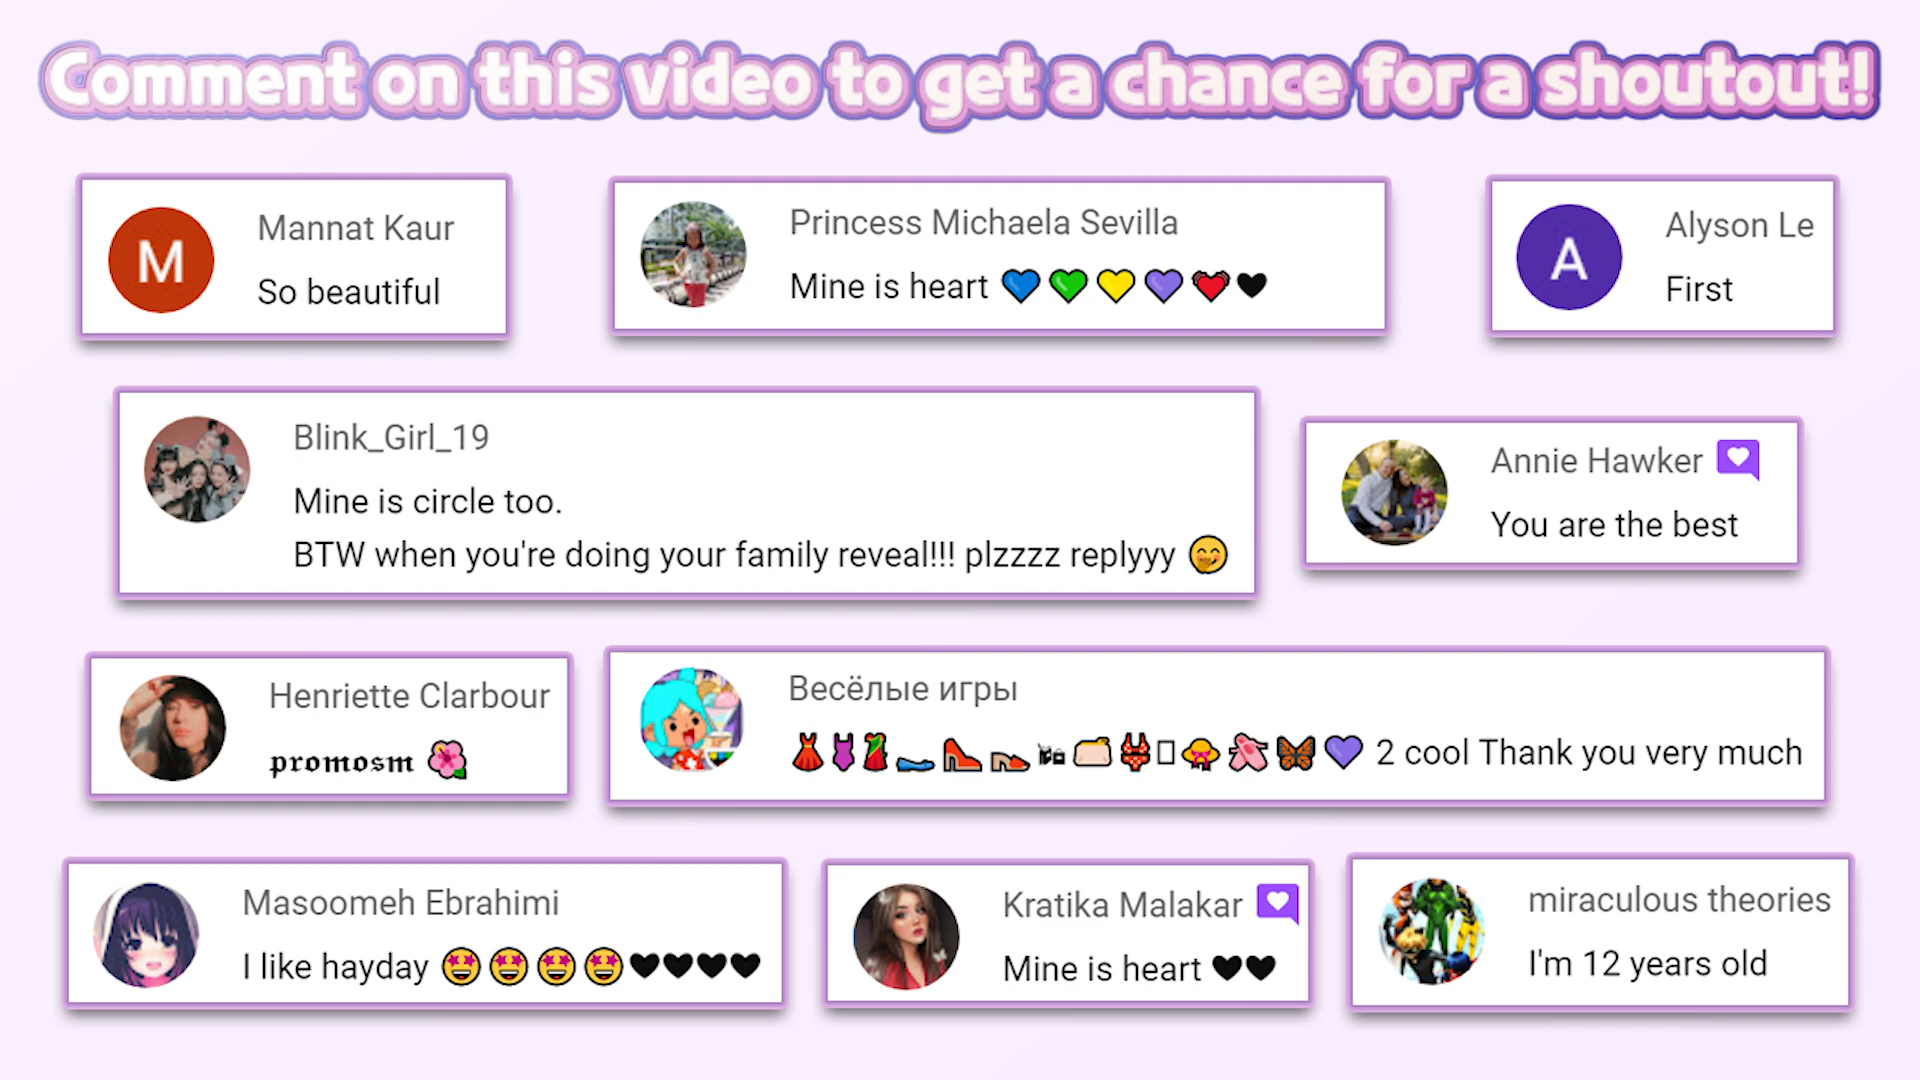 Comment on this video to get a chance for a shoutout!
M
Mannat Kaur
So beautiful
Princess Michaela Sevilla
Mine is heart 💙💚💛💜💓🖤
A
Alyson Le
First
Blink_Girl_19
Mine is circle too.
BTW when you're doing your family reveal!!! plzzzz replyyy 🤭
Annie Hawker
You are the best
Henriette Clarbour
𝖕𝖗𝖔𝖒𝖔𝖘𝖒 🌺
Весёлые игры
👗🩱🥻🥿👠👡🛍👝👙▯👒🩰🦋💜 2 cool Thank you very much
Masoomeh Ebrahimi
I like hayday 🤩🤩🤩🤩🖤🖤🖤🖤
Kratika Malakar
Mine is heart 🖤🖤
miraculous theories
I'm 12 years old